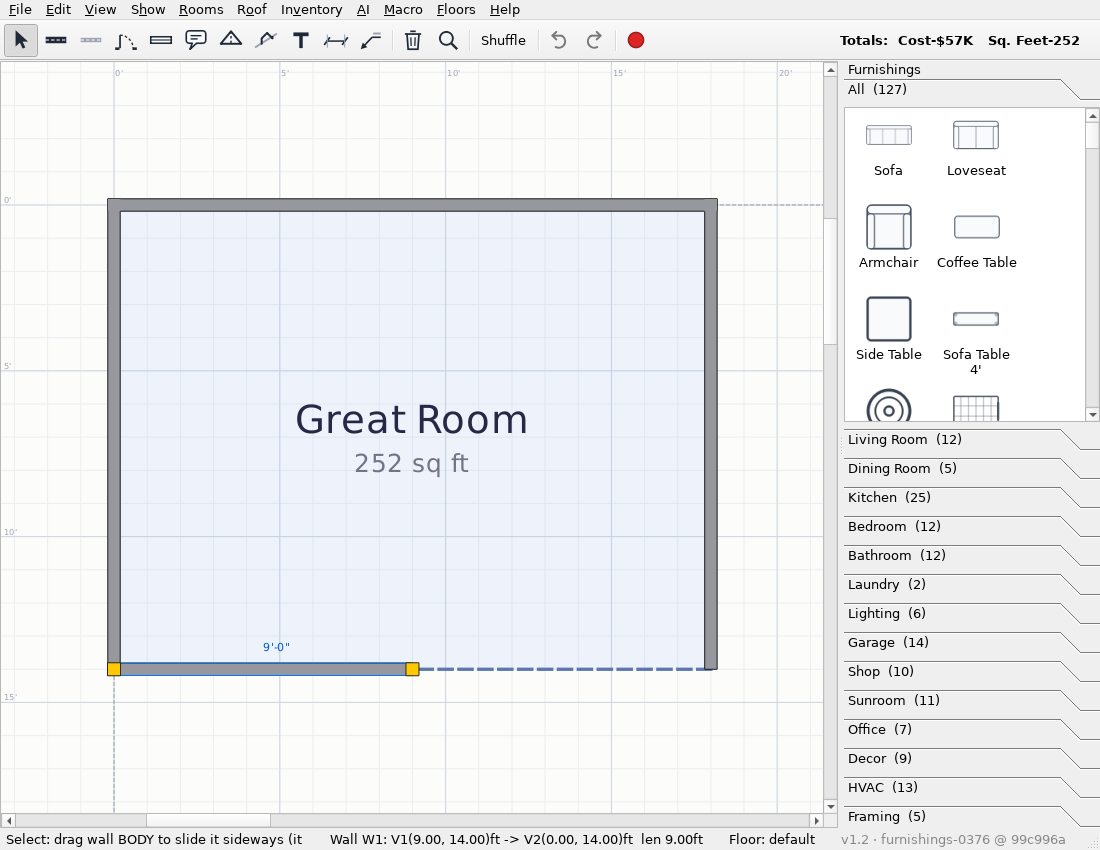 File Edit View Show Rooms Roof Inventory AI Macro Floors Help
Shuffle
Totals: Cost-$57K Sq. Feet-252
0' 5' 10' 15' 20'
0'
5'
10'
15'
Great Room
252 sq ft
9'-0"
Furnishings
All (127)
Sofa Loveseat
Armchair Coffee Table
Side Table Sofa Table
4'
Living Room (12)
Dining Room (5)
Kitchen (25)
Bedroom (12)
Bathroom (12)
Laundry (2)
Lighting (6)
Garage (14)
Shop (10)
Sunroom (11)
Office (7)
Decor (9)
HVAC (13)
Framing (5)
Select: drag wall BODY to slide it sideways (it Wall W1: V1(9.00, 14.00)ft -> V2(0.00, 14.00)ft len 9.00ft Floor: default v1.2 · furnishings-0376 @ 99c996a